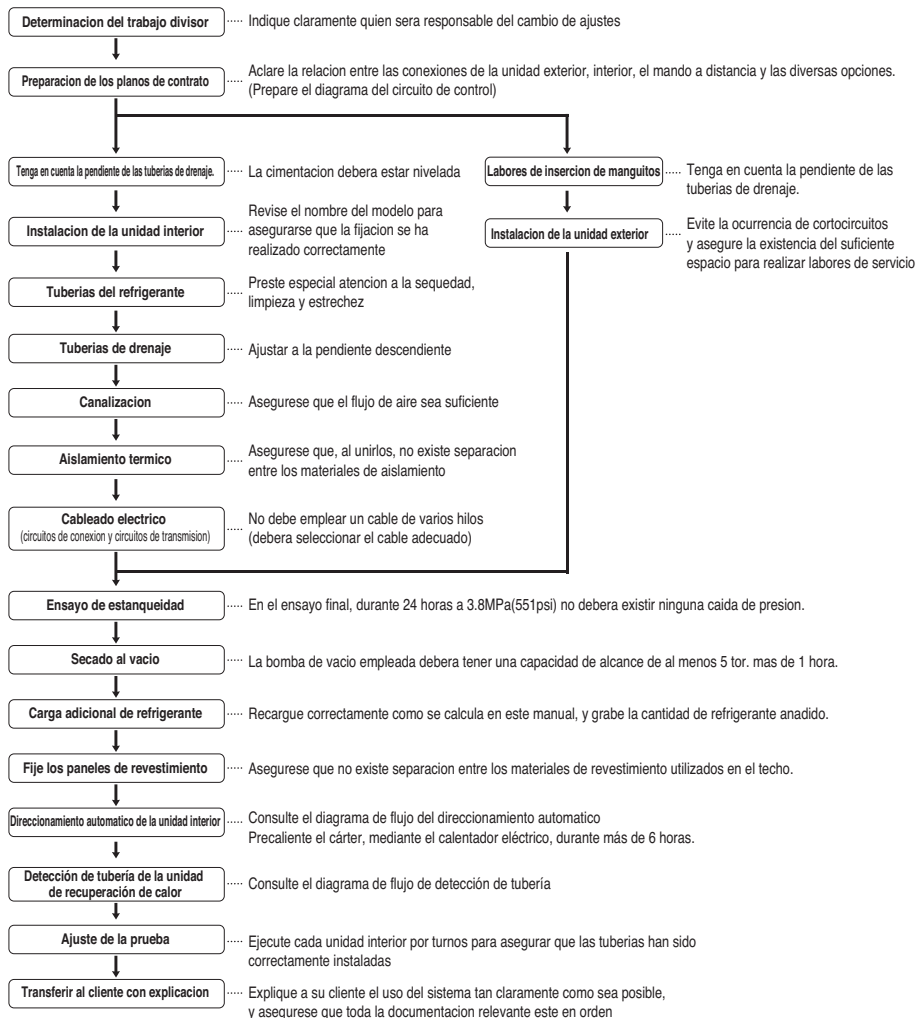 Determinacion del trabajo divisor
Indique claramente quien sera responsable del cambio de ajustes
Preparacion de los planos de contrato
Aclare la relacion entre las conexiones de la unidad exterior, interior, el mando a distancia y las diversas opciones.
(Prepare el diagrama del circuito de control)
Tenga en cuenta la pendiente de las tuberias de drenaje.
La cimentacion debera estar nivelada
Labores de insercion de manguitos
Tenga en cuenta la pendiente de las
tuberias de drenaje.
Instalacion de la unidad interior
Revise el nombre del modelo para
asegurarse que la fijacion se ha
realizado correctamente
Instalacion de la unidad exterior
Evite la ocurrencia de cortocircuitos
y asegure la existencia del suficiente
espacio para realizar labores de servicio
Tuberias del refrigerante
Preste especial atencion a la sequedad,
limpieza y estrechez
Tuberias de drenaje
Ajustar a la pendiente descendiente
Canalizacion
Asegurese que el flujo de aire sea suficiente
Aislamiento termico
Asegurese que, al unirlos, no existe separacion
entre los materiales de aislamiento
Cableado electrico
(circuitos de conexion y circuitos de transmision)
No debe emplear un cable de varios hilos
(debera seleccionar el cable adecuado)
Ensayo de estanqueidad
En el ensayo final, durante 24 horas a 3.8MPa(551psi) no debera existir ninguna caida de presion.
Secado al vacio
La bomba de vacio empleada debera tener una capacidad de alcance de al menos 5 tor. mas de 1 hora.
Carga adicional de refrigerante
Recargue correctamente como se calcula en este manual, y grabe la cantidad de refrigerante anadido.
Fije los paneles de revestimiento
Asegurese que no existe separacion entre los materiales de revestimiento utilizados en el techo.
Direccionamiento automatico de la unidad interior
Consulte el diagrama de flujo del direccionamiento automatico
Precaliente el cárter, mediante el calentador eléctrico, durante más de 6 horas.
Detección de tubería de la unidad
de recuperación de calor
Consulte el diagrama de flujo de detección de tubería
Ajuste de la prueba
Ejecute cada unidad interior por turnos para asegurar que las tuberias han sido
correctamente instaladas
Transferir al cliente con explicacion
Explique a su cliente el uso del sistema tan claramente como sea posible,
y asegurese que toda la documentacion relevante este en orden